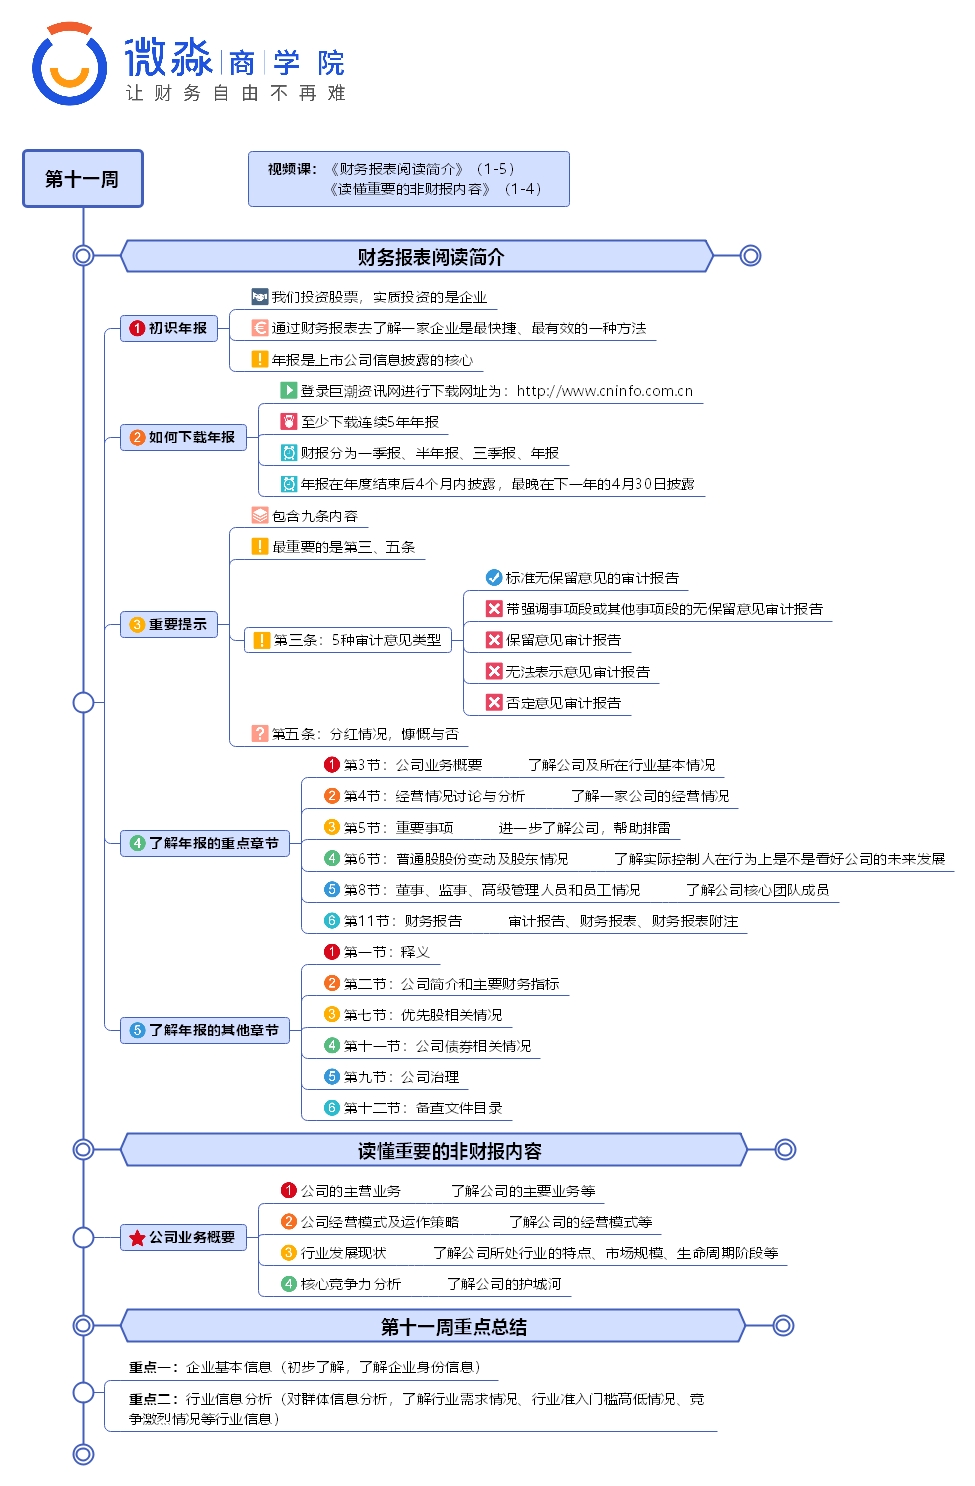 微淼商学院
让财务自由不再难
第十一周
视频课：《财务报表阅读简介》（1-5）
《读懂重要的非财报内容》（1-4）
财务报表阅读简介
1 初识年报
我们投资股票，实质投资的是企业
通过财务报表去了解一家企业是最快捷、最有效的一种方法
年报是上市公司信息披露的核心
2 如何下载年报
登录巨潮资讯网进行下载网址为：http://www.cninfo.com.cn
至少下载连续5年年报
财报分为一季报、半年报、三季报、年报
年报在年度结束后4个月内披露，最晚在下一年的4月30日披露
3 重要提示
包含九条内容
最重要的是第三、五条
第三条：5种审计意见类型
标准无保留意见的审计报告
带强调事项段或其他事项段的无保留意见审计报告
保留意见审计报告
无法表示意见审计报告
否定意见审计报告
第五条：分红情况，慷慨与否
4 了解年报的重点章节
1 第3节：公司业务概要 了解公司及所在行业基本情况
2 第4节：经营情况讨论与分析 了解一家公司的经营情况
3 第5节：重要事项 进一步了解公司，帮助排雷
4 第6节：普通股股份变动及股东情况 了解实际控制人在行为上是不是看好公司的未来发展
5 第8节：董事、监事、高级管理人员和员工情况 了解公司核心团队成员
6 第11节：财务报告 审计报告、财务报表、财务报表附注
5 了解年报的其他章节
1 第一节：释义
2 第二节：公司简介和主要财务指标
3 第七节：优先股相关情况
4 第十一节：公司债券相关情况
5 第九节：公司治理
6 第十二节：备查文件目录
读懂重要的非财报内容
公司业务概要
1 公司的主营业务 了解公司的主要业务等
2 公司经营模式及运作策略 了解公司的经营模式等
3 行业发展现状 了解公司所处行业的特点、市场规模、生命周期阶段等
4 核心竞争力分析 了解公司的护城河
第十一周重点总结
重点一：企业基本信息（初步了解，了解企业身份信息）
重点二：行业信息分析（对群体信息分析，了解行业需求情况、行业准入门槛高低情况、竞
争激烈情况等行业信息）